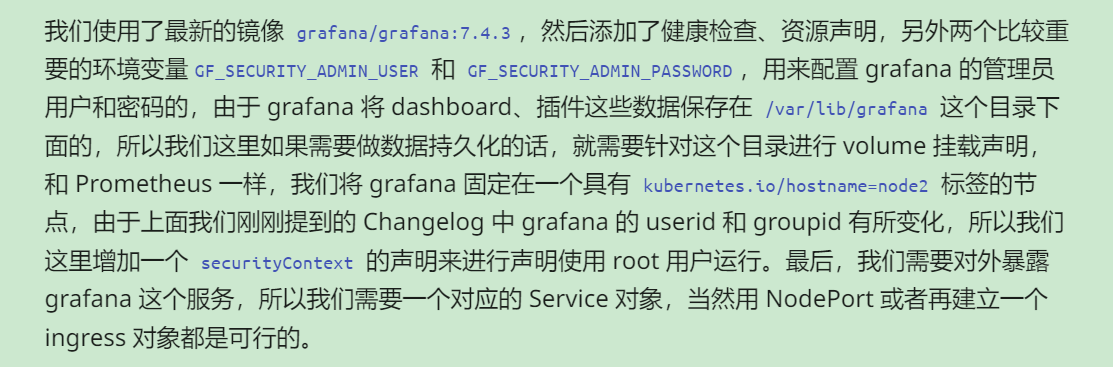 我们使用了最新的镜像 grafana/grafana:7.4.3 ，然后添加了健康检查、资源声明，另外两个比较重
要的环境变量 GF_SECURITY_ADMIN_USER 和 GF_SECURITY_ADMIN_PASSWORD ，用来配置 grafana 的管理员
用户和密码的，由于 grafana 将 dashboard、插件这些数据保存在 /var/lib/grafana 这个目录下
面的，所以我们这里如果需要做数据持久化的话，就需要针对这个目录进行 volume 挂载声明，
和 Prometheus 一样，我们将 grafana 固定在一个具有 kubernetes.io/hostname=node2 标签的节
点，由于上面我们刚刚提到的 Changelog 中 grafana 的 userid 和 groupid 有所变化，所以我们
这里增加一个 securityContext 的声明来进行声明使用 root 用户运行。最后，我们需要对外暴露
grafana 这个服务，所以我们需要一个对应的 Service 对象，当然用 NodePort 或者再建立一个
ingress 对象都是可行的。